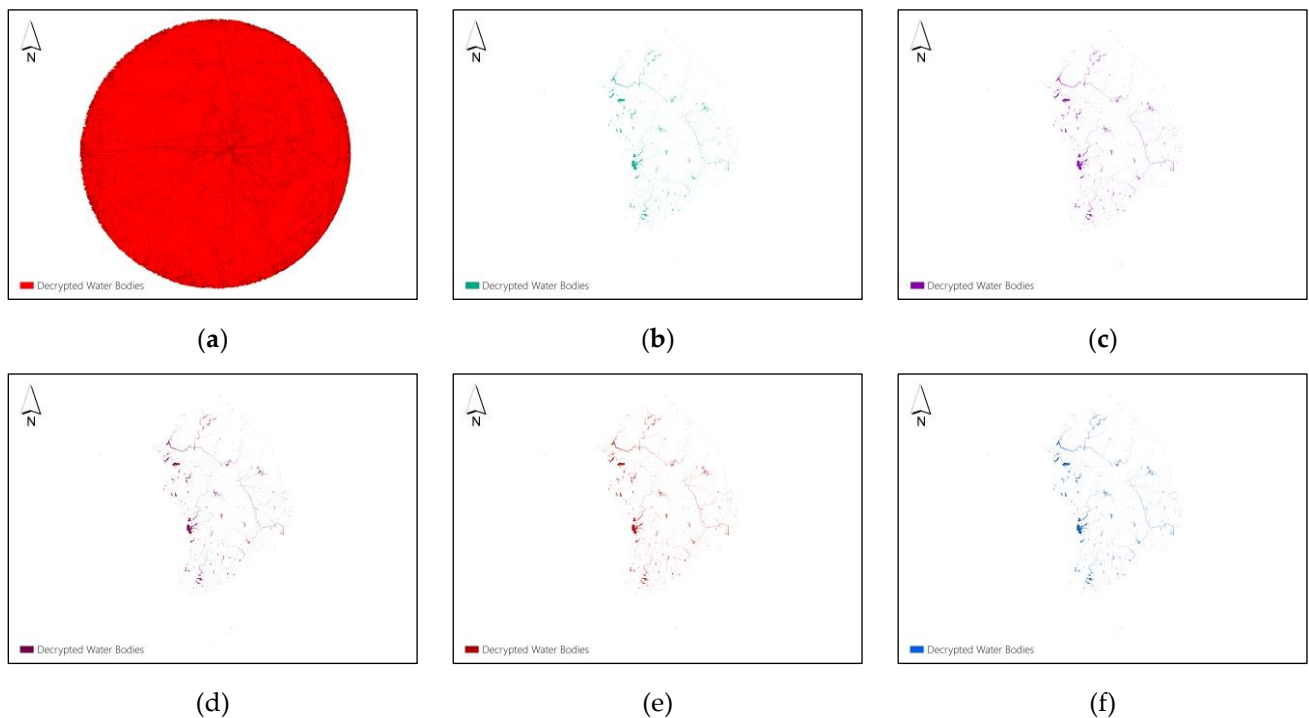 N
N
N
Decrypted Water Bodies
Decrypted Water Bodies
Decrypted Water Bodies
(a)
(b)
(c)
N
N
N
Decrypted Water Bodies
Decrypted Water Bodies
Decrypted Water Bodies
(d)
(e)
(f)